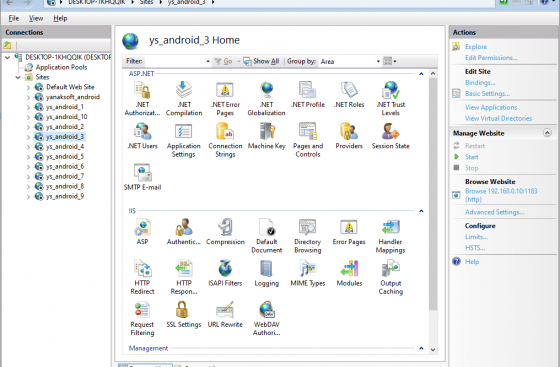 DESKTOP-1KHQQIK ▸ Sites ▸ ys_android_3 ▸
File View Help
Connections
DESKTOP-1KHQQIK (DESKTOP
Application Pools
Sites
Default Web Site
yanaksoft_android
ys_android_1
ys_android_10
ys_android_2
ys_android_3
ys_android_4
ys_android_5
ys_android_6
ys_android_7
ys_android_8
ys_android_9
ys_android_3 Home
Filter: Go Show All Group by: Area
ASP.NET
.NET Authorizat...
.NET Compilation
.NET Error Pages
.NET Globalization
.NET Profile
.NET Roles
.NET Trust Levels
.NET Users
Application Settings
Connection Strings
Machine Key
Pages and Controls
Providers
Session State
SMTP E-mail
IIS
ASP
Authentic...
Compression
Default Document
Directory Browsing
Error Pages
Handler Mappings
HTTP Redirect
HTTP Respon...
ISAPI Filters
Logging
MIME Types
Modules
Output Caching
Request Filtering
SSL Settings
URL Rewrite
WebDAV Authori...
Management
Actions
Explore
Edit Permissions...
Edit Site
Bindings...
Basic Settings...
View Applications
View Virtual Directories
Manage Website
Restart
Start
Stop
Browse Website
Browse 192.168.0.10:1183 (http)
Advanced Settings...
Configure
Limits...
HSTS...
Help